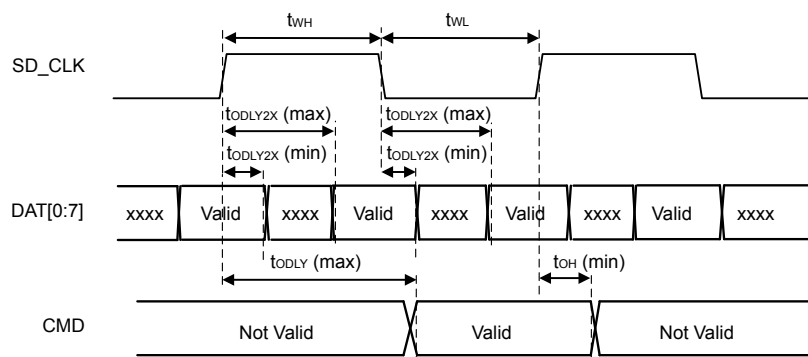 tWH tWL
SD_CLK
tODLY2X (max) tODLY2X (max)
tODLY2X (min) tODLY2X (min)
DAT[0:7] xxxx Valid xxxx Valid xxxx Valid xxxx Valid xxxx
tODLY (max) tOH (min)
CMD Not Valid Valid Not Valid